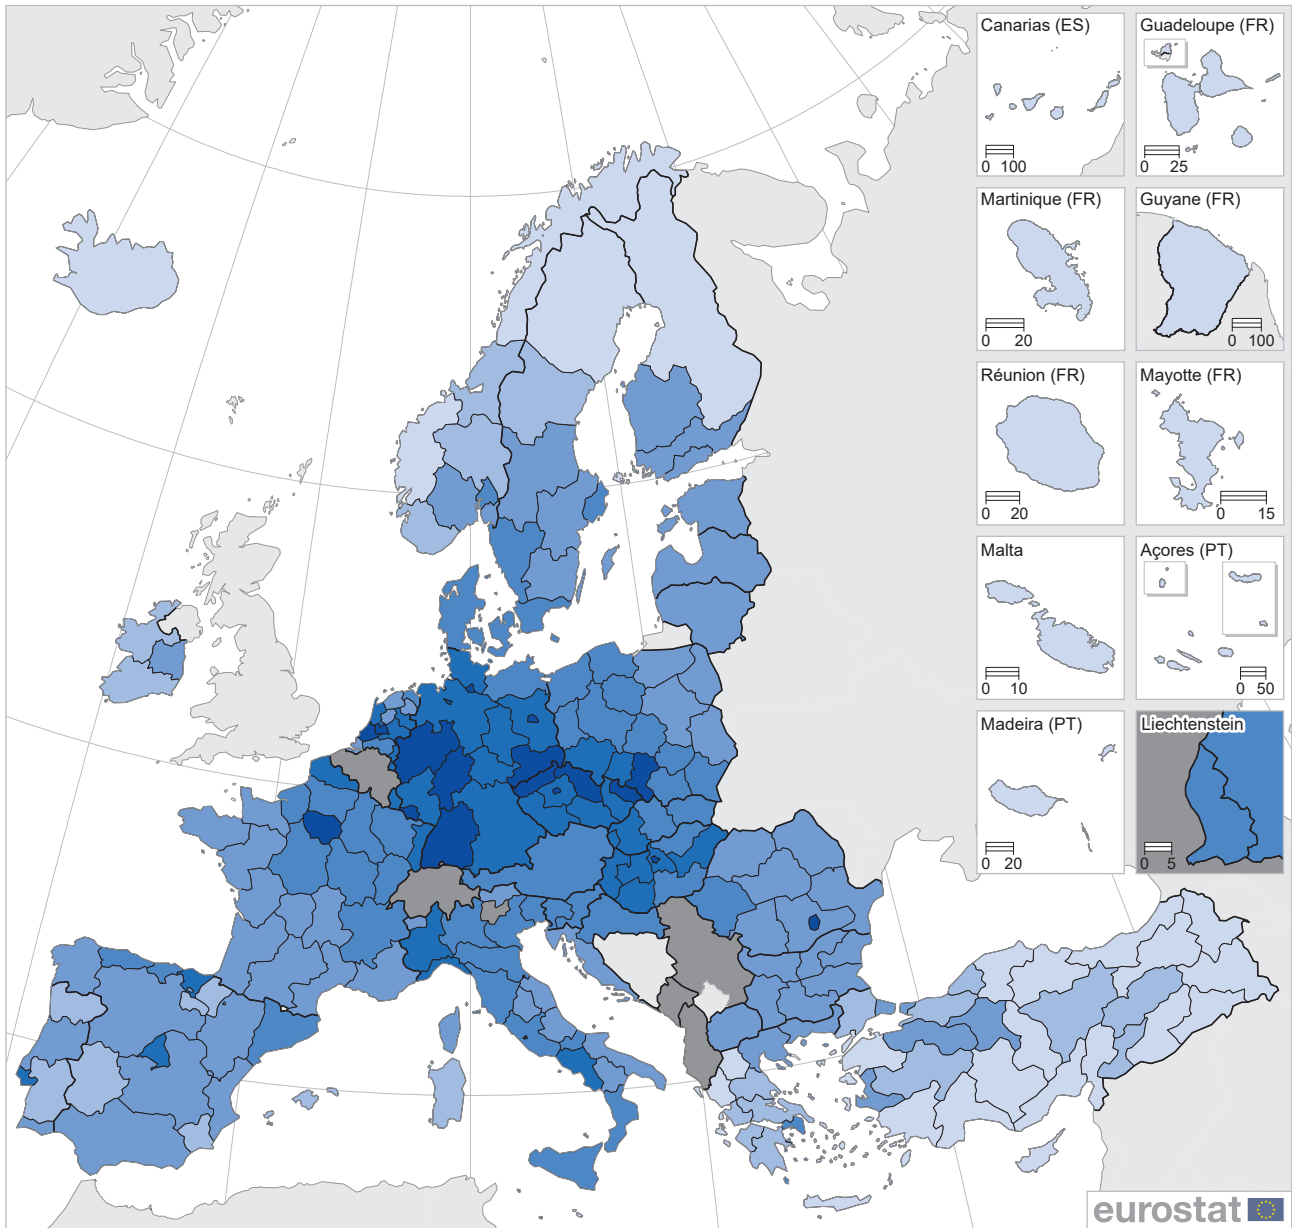 Canarias (ES)
0 100
Guadeloupe (FR)
0 25
Martinique (FR)
0 20
Guyane (FR)
0 100
Réunion (FR)
0 20
Mayotte (FR)
0 15
Malta
0 10
Açores (PT)
0 50
Madeira (PT)
0 20
Liechtenstein
0 5
eurostat